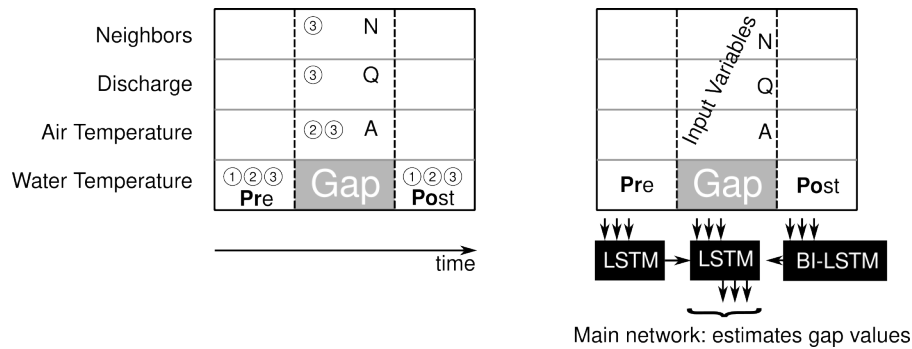 Neighbors ③ N
Discharge ③ Q
Air Temperature ②③ A
Water Temperature ①②③ Gap ①②③
Pre Post
time
Input Variables
N
Q
A
Pre Gap Post
LSTM LSTM BI-LSTM
Main network: estimates gap values